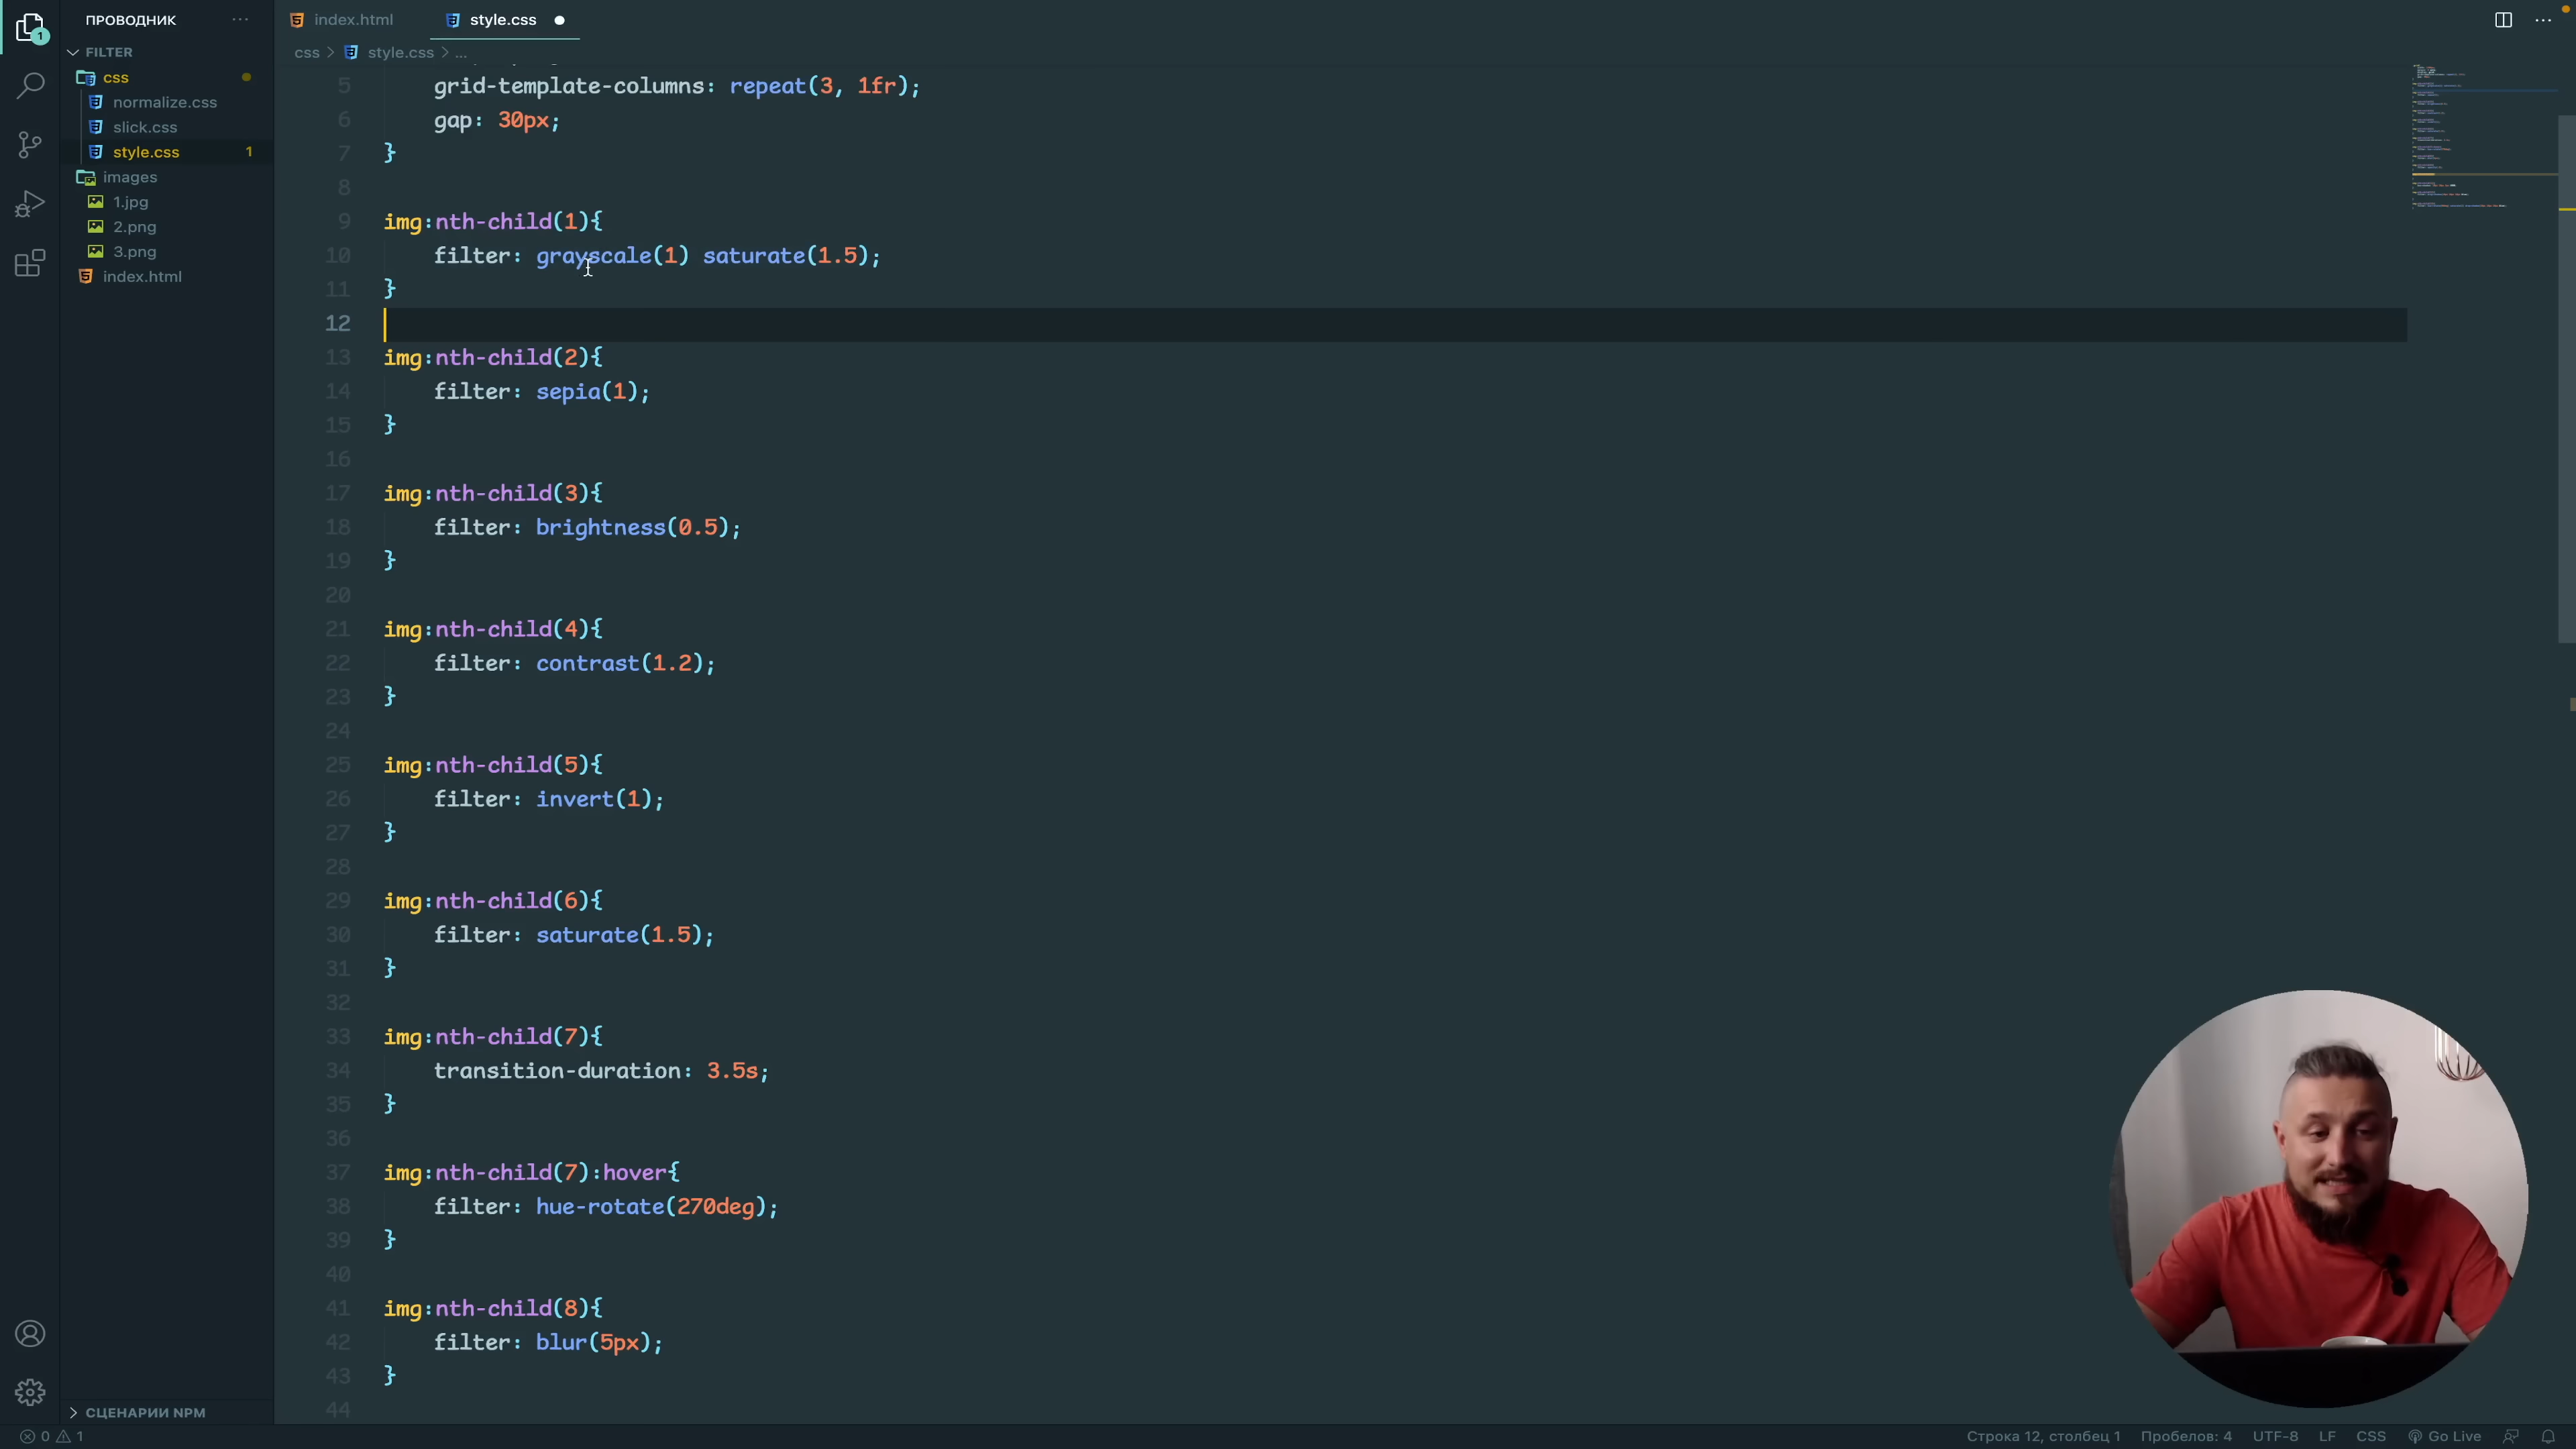 1
ПРОВОДНИК
FILTER
css
normalize.css
slick.css
style.css 1
images
1.jpg
2.png
3.png
index.html
СЦЕНАРИИ NPM
index.html
style.css
css > style.css > ...
5 grid-template-columns: repeat(3, 1fr);
6 gap: 30px;
7 }
8
9 img:nth-child(1){
10 filter: grayscale(1) saturate(1.5);
11 }
12
13 img:nth-child(2){
14 filter: sepia(1);
15 }
16
17 img:nth-child(3){
18 filter: brightness(0.5);
19 }
20
21 img:nth-child(4){
22 filter: contrast(1.2);
23 }
24
25 img:nth-child(5){
26 filter: invert(1);
27 }
28
29 img:nth-child(6){
30 filter: saturate(1.5);
31 }
32
33 img:nth-child(7){
34 transition-duration: 3.5s;
35 }
36
37 img:nth-child(7):hover{
38 filter: hue-rotate(270deg);
39 }
40
41 img:nth-child(8){
42 filter: blur(5px);
43 }
44
0 1 Строка 12, столбец 1 Пробелов: 4 UTF-8 LF CSS Go Live